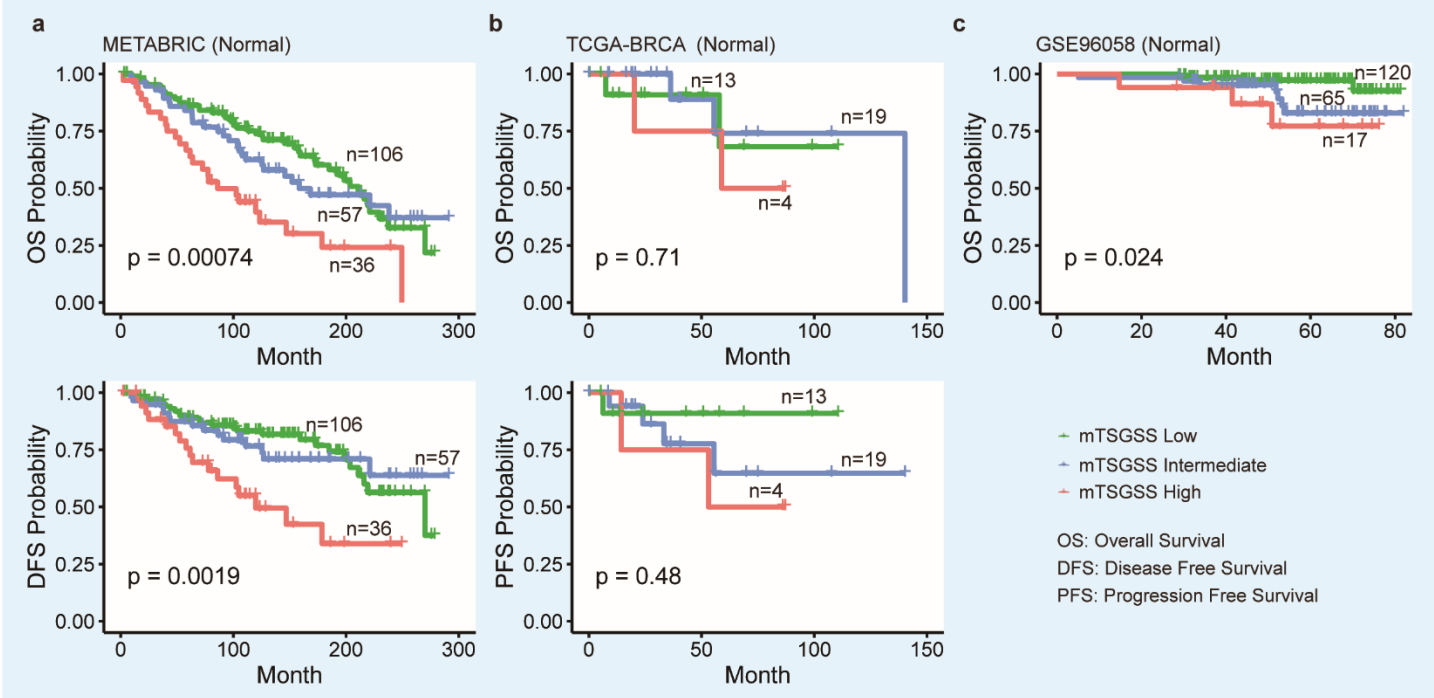 a
METABRIC (Normal)
OS Probability
1.00
0.75
0.50
0.25
0.00
n=106
n=57
n=36
p = 0.00074
0 100 200 300
Month
DFS Probability
1.00
0.75
0.50
0.25
0.00
n=106
n=57
n=36
p = 0.0019
0 100 200 300
Month
b
TCGA-BRCA (Normal)
OS Probability
1.00
0.75
0.50
0.25
0.00
n=13
n=19
n=4
p = 0.71
0 50 100 150
Month
PFS Probability
1.00
0.75
0.50
0.25
0.00
n=13
n=19
n=4
p = 0.48
0 50 100 150
Month
c
GSE96058 (Normal)
OS Probability
1.00
0.75
0.50
0.25
0.00
n=120
n=65
n=17
p = 0.024
0 20 40 60 80
Month
mTSGSS Low
mTSGSS Intermediate
mTSGSS High
OS: Overall Survival
DFS: Disease Free Survival
PFS: Progression Free Survival